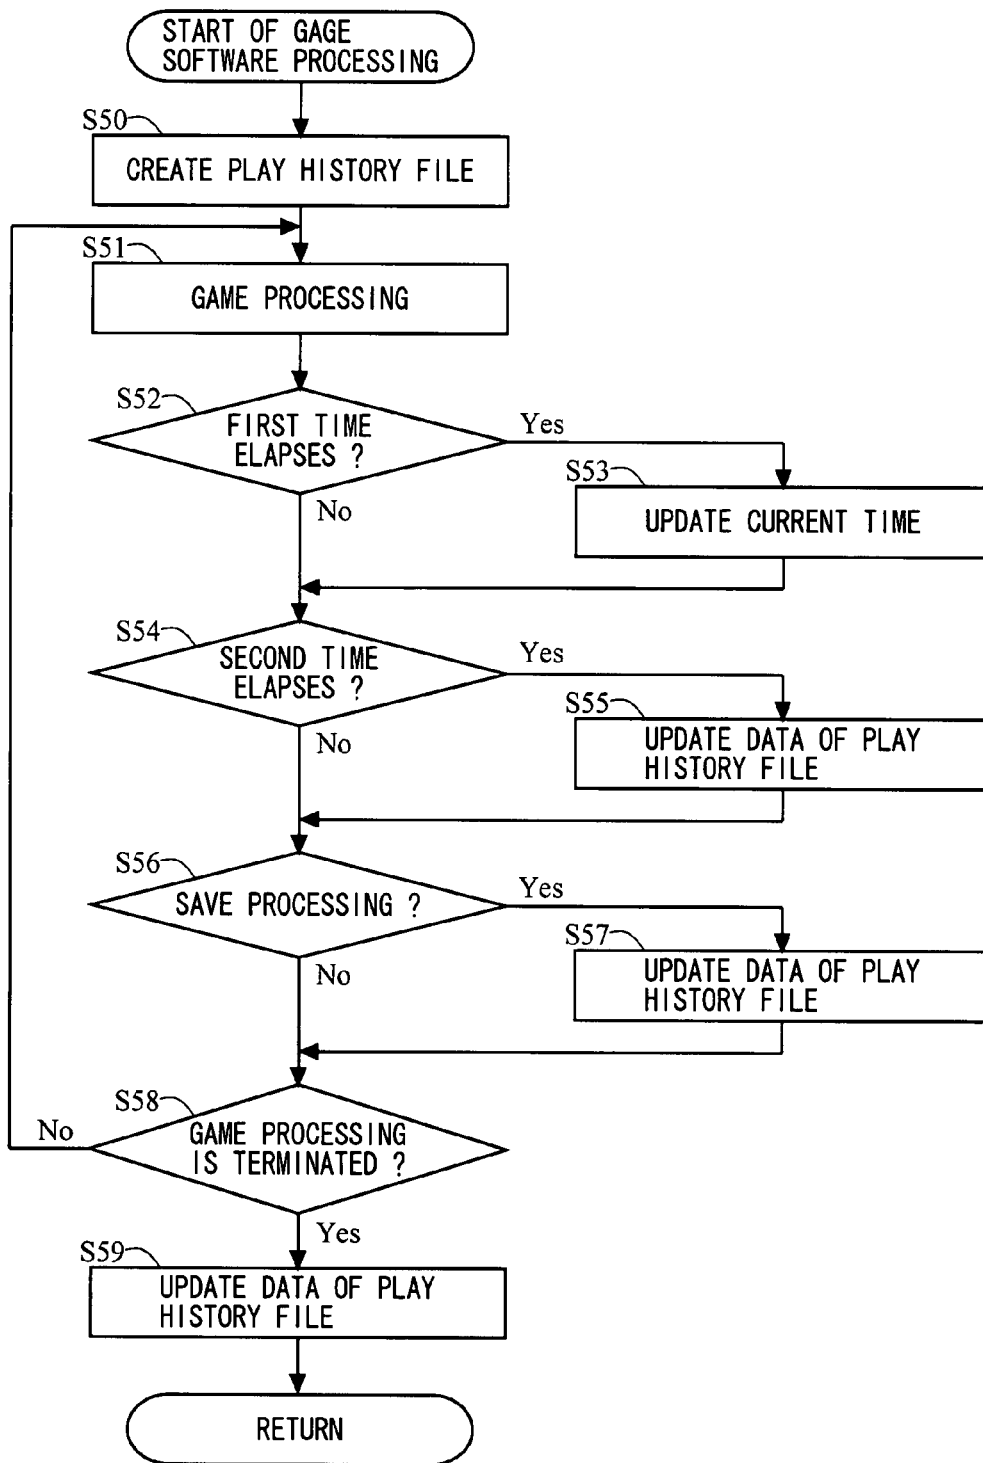 START OF GAGE
SOFTWARE PROCESSING
S50
CREATE PLAY HISTORY FILE
S51
GAME PROCESSING
S52
FIRST TIME
ELAPSES ?
Yes
No
S53
UPDATE CURRENT TIME
S54
SECOND TIME
ELAPSES ?
Yes
No
S55
UPDATE DATA OF PLAY
HISTORY FILE
S56
SAVE PROCESSING ?
Yes
No
S57
UPDATE DATA OF PLAY
HISTORY FILE
S58
GAME PROCESSING
IS TERMINATED ?
No
Yes
S59
UPDATE DATA OF PLAY
HISTORY FILE
RETURN